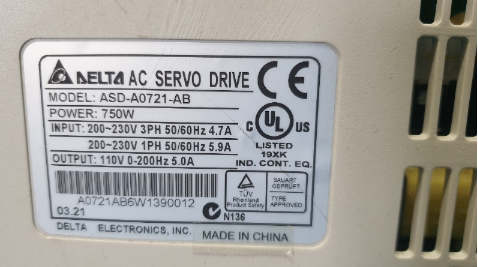 DELTA AC SERVO DRIVE CE
MODEL: ASD-A0721-AB
POWER: 750W
INPUT: 200~230V 3PH 50/60Hz 4.7A
200~230V 1PH 50/60Hz 5.9A
OUTPUT: 110V 0-200Hz 5.0A
C UL US
LISTED
19XK
IND. CONT. EQ.
A0721AB6W1390012
03.21
N136
TÜV
Rheinland
Product Safety
BAUART
GEPRÜFT
TYPE
APPROVED
DELTA ELECTRONICS, INC. MADE IN CHINA